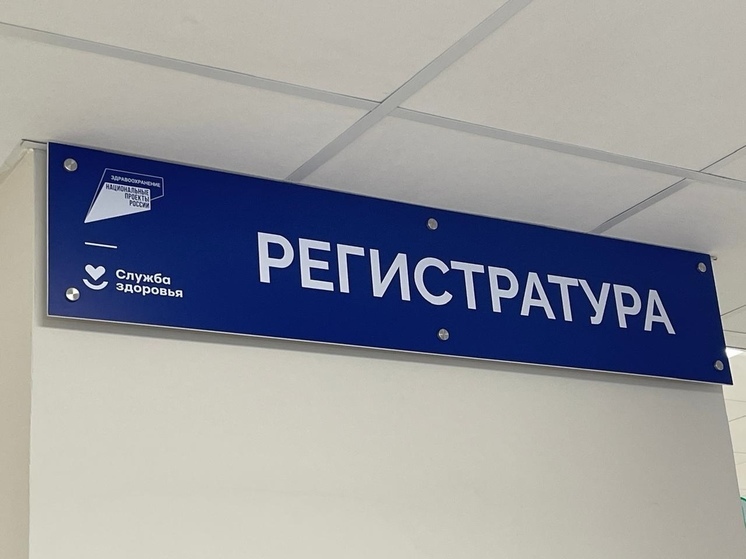 ЗДРАВООХРАНЕНИЕ
НАЦИОНАЛЬНЫЕ
ПРОЕКТЫ
РОССИИ
Служба
здоровья
РЕГИСТРАТУРА